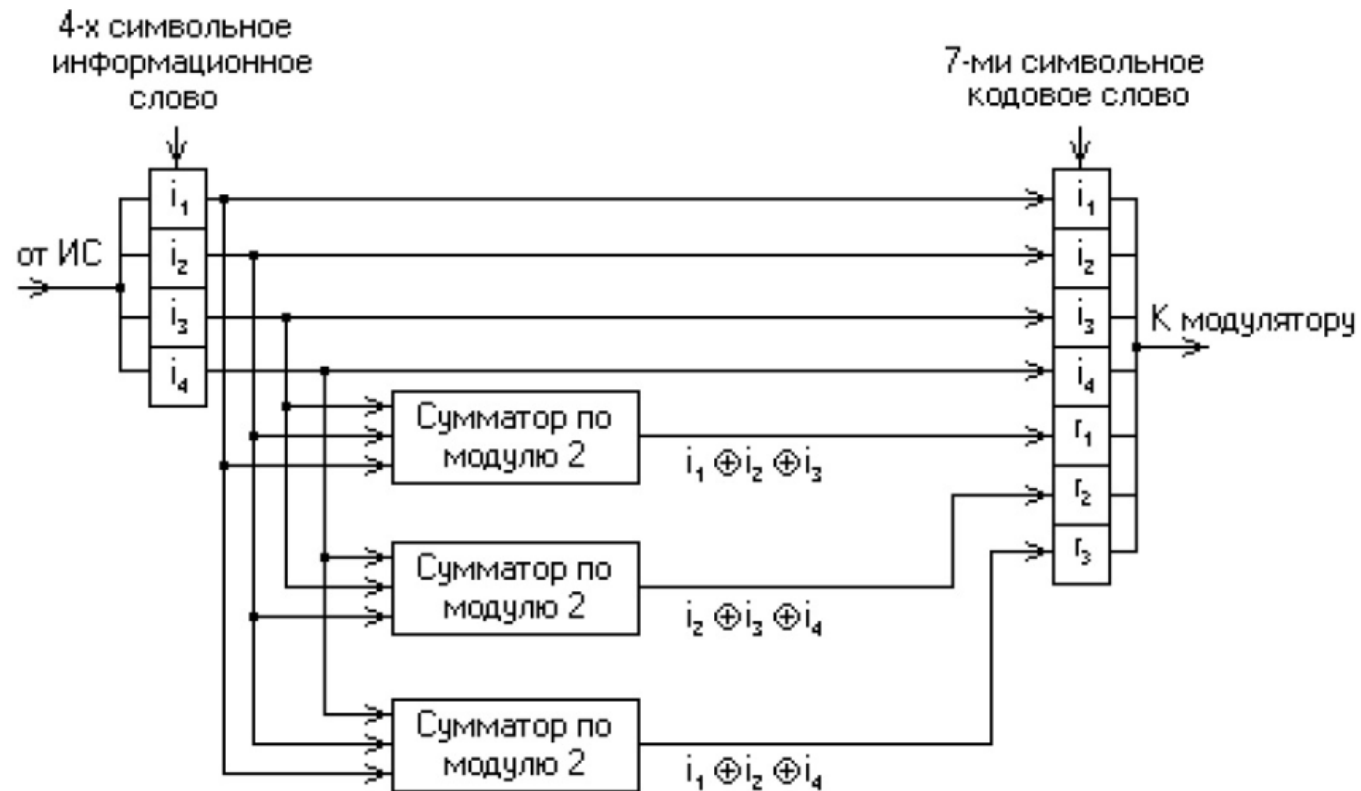 4-х символьное
информационное
слово
7-ми символьное
кодовое слово
от ИС
i₁
i₂
i₃
i₄
i₁
i₂
i₃
i₄
r₁
r₂
r₃
К модулятору
Сумматор по
модулю 2
i₁ ⊕ i₂ ⊕ i₃
Сумматор по
модулю 2
i₂ ⊕ i₃ ⊕ i₄
Сумматор по
модулю 2
i₁ ⊕ i₂ ⊕ i₄